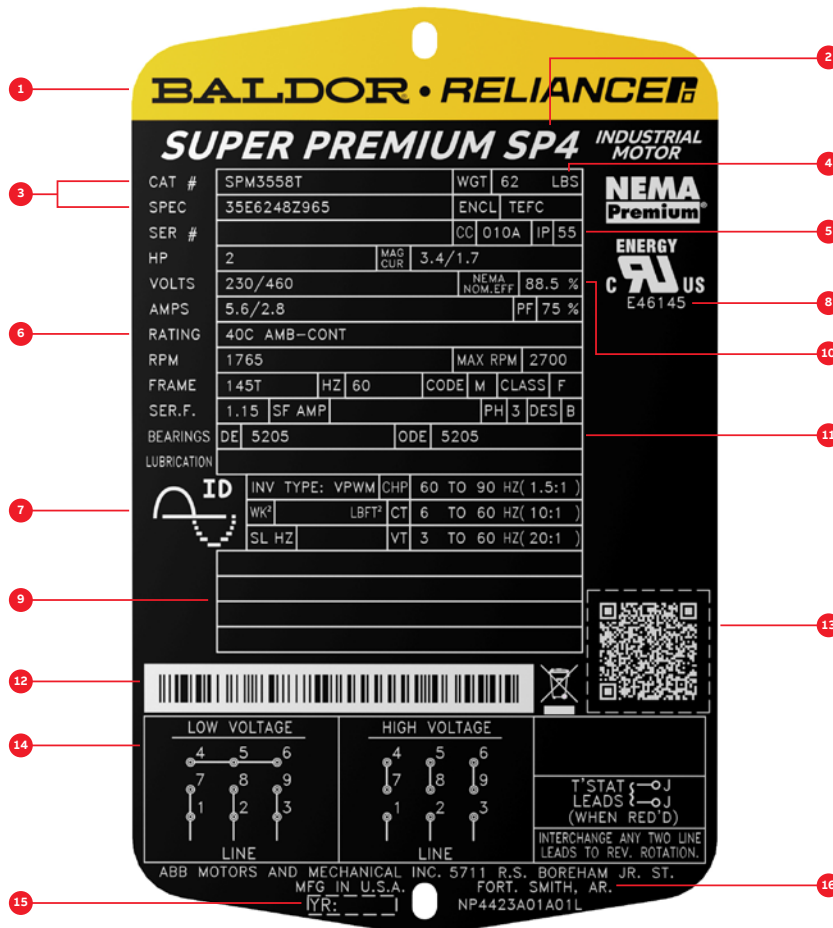 BALDOR • RELIANCE
SUPER PREMIUM SP4 INDUSTRIAL MOTOR
CAT # SPM3558T WGT 62 LBS
SPEC 35E6248Z965 ENCL TEFC
SER # CC 010A IP 55
HP 2 MAG CUR 3.4/1.7
VOLTS 230/460 NEMA NOM.EFF 88.5 %
AMPS 5.6/2.8 PF 75 %
RATING 40C AMB-CONT
RPM 1765 MAX RPM 2700
FRAME 145T HZ 60 CODE M CLASS F
SER.F. 1.15 SF AMP PH 3 DES B
BEARINGS DE 5205 ODE 5205
LUBRICATION
NEMA
Premium®
ENERGY
C RU US
E46145
ID INV TYPE: VPWM CHP 60 TO 90 HZ( 1.5:1 )
WK² LBFT² CT 6 TO 60 HZ( 10:1 )
SL HZ VT 3 TO 60 HZ( 20:1 )
LOW VOLTAGE
4 5 6
7 8 9
1 2 3
LINE
HIGH VOLTAGE
4 5 6
7 8 9
1 2 3
LINE
T'STAT J
LEADS J
(WHEN REQ'D)
INTERCHANGE ANY TWO LINE
LEADS TO REV. ROTATION.
ABB MOTORS AND MECHANICAL INC. 5711 R.S. BOREHAM JR. ST.
MFG IN U.S.A. FORT. SMITH, AR.
YR: NP4423A01A01L
1
3
6
7
9
12
14
15
2
4
5
8
10
11
13
16